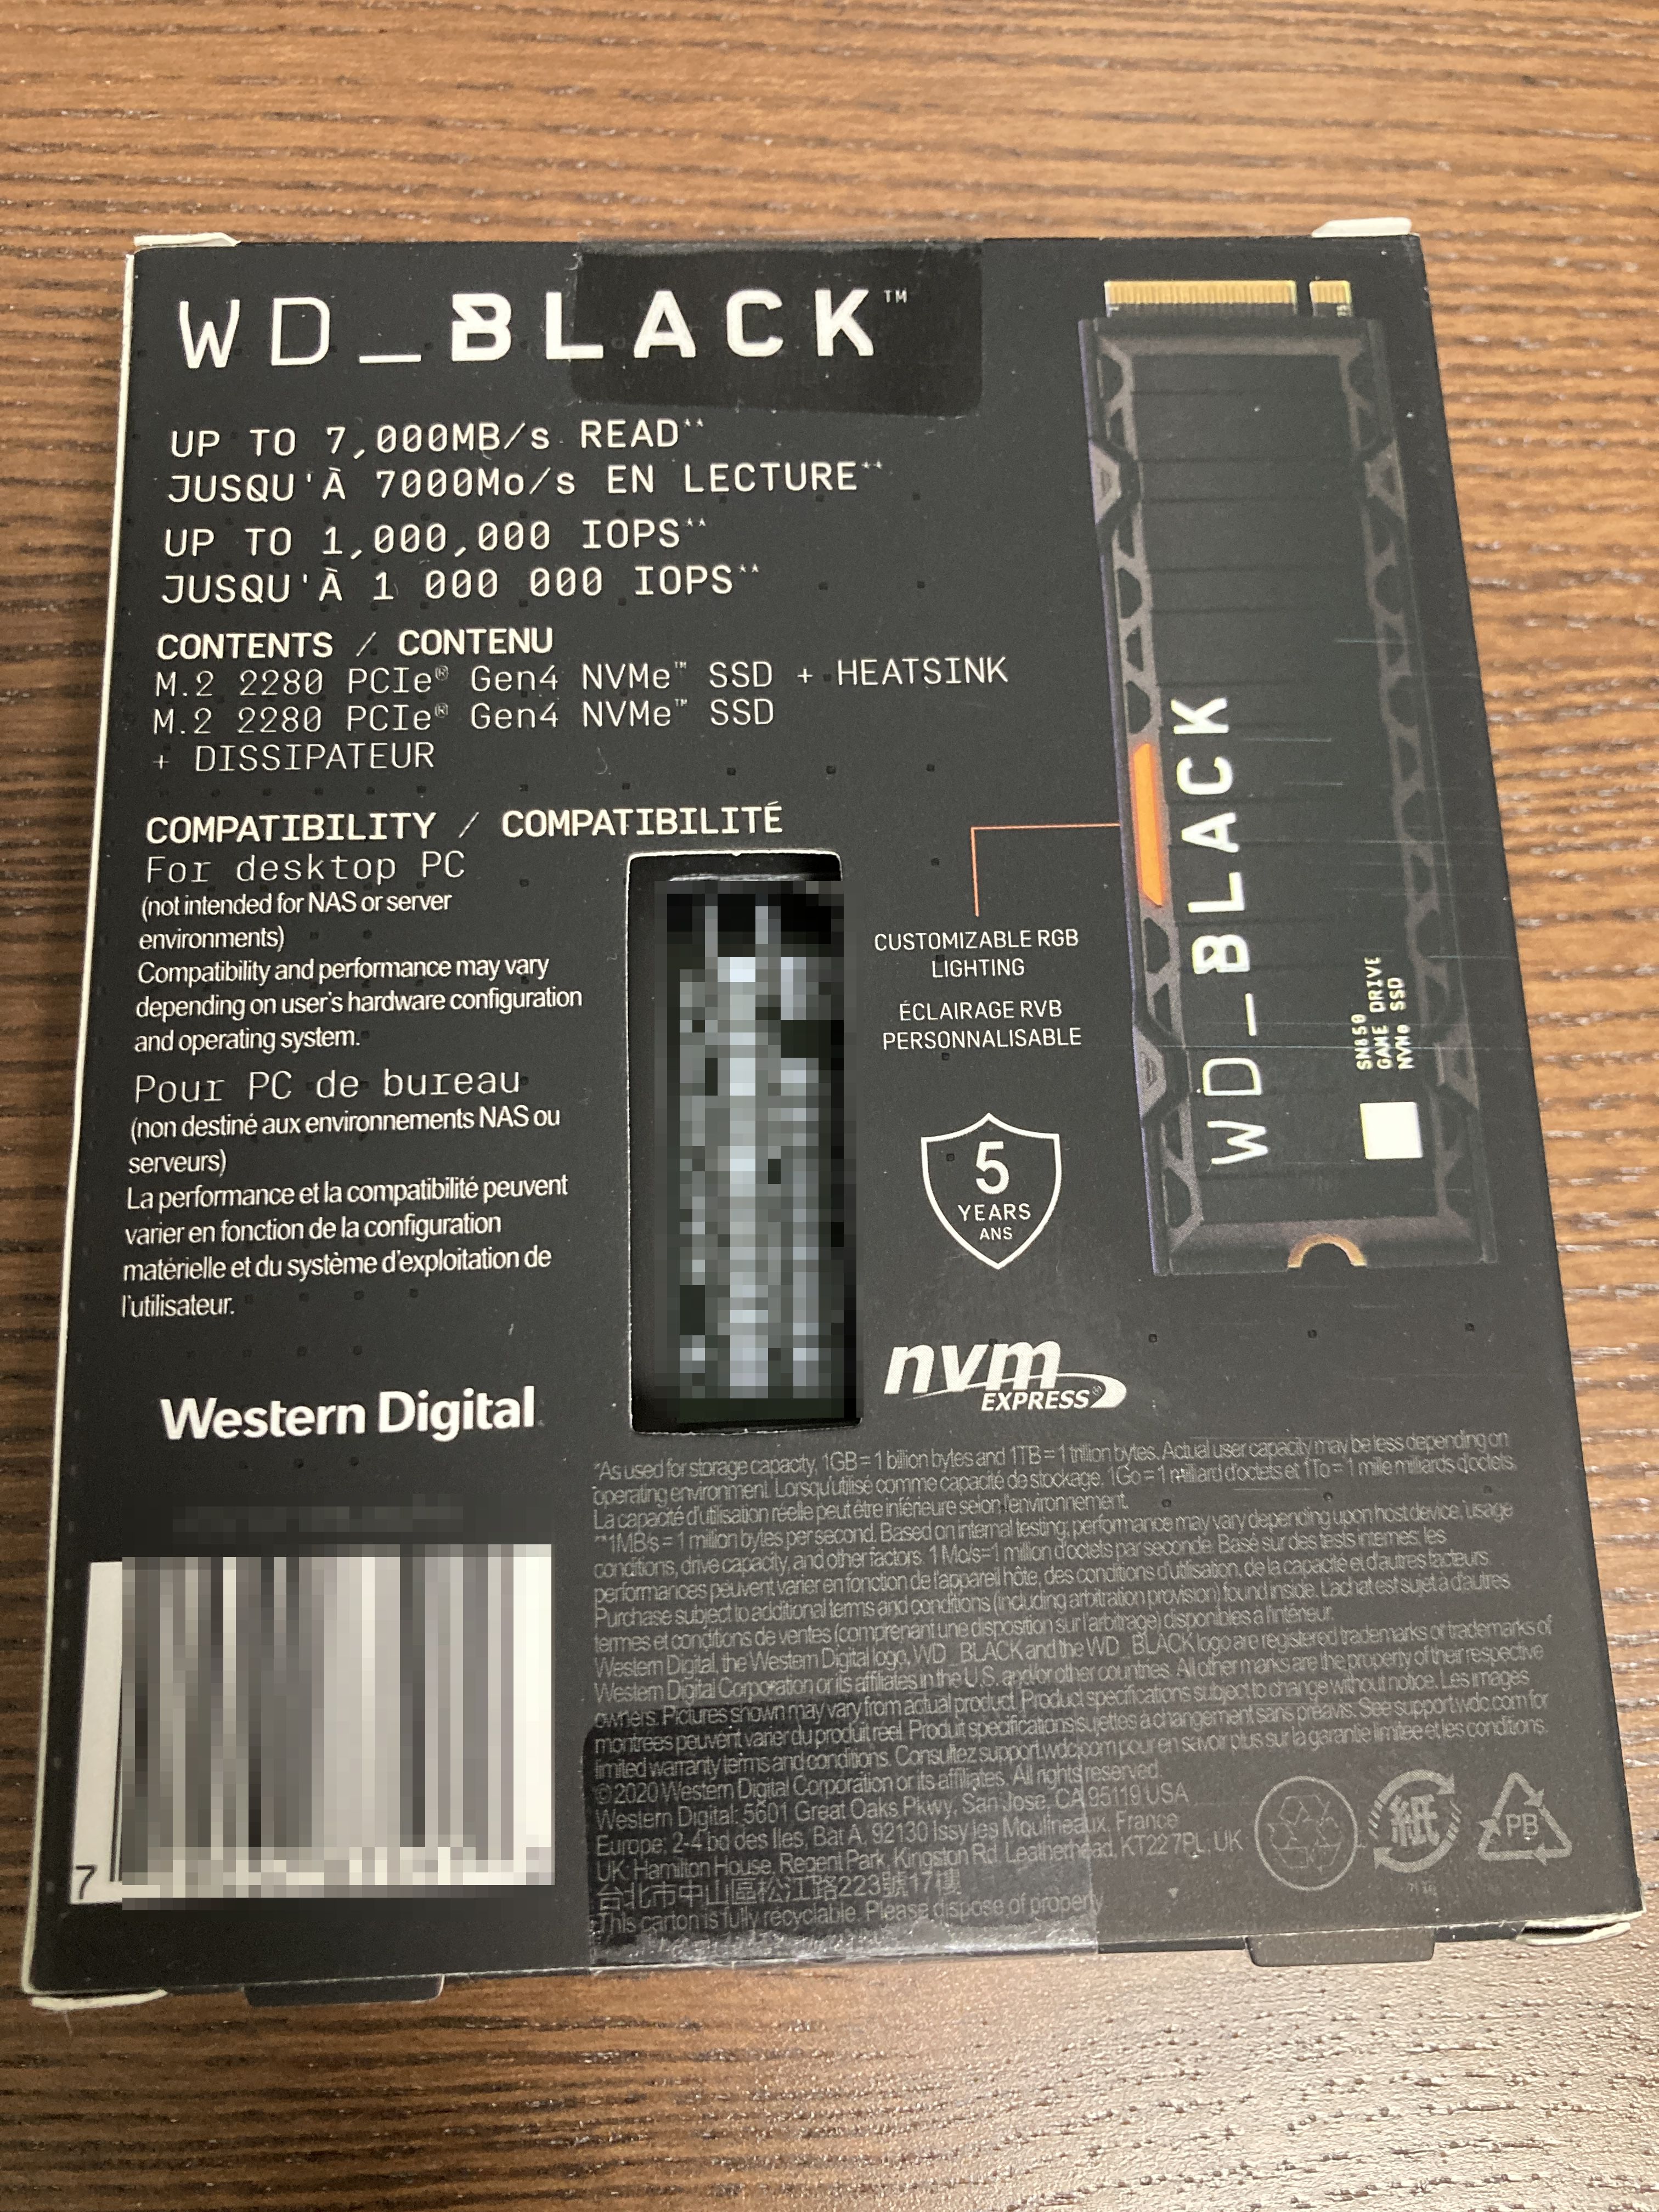 WD_BLACK™
UP TO 7,000MB/s READ**
JUSQU'À 7000Mo/s EN LECTURE**
UP TO 1,000,000 IOPS**
JUSQU'À 1 000 000 IOPS**
CONTENTS / CONTENU
M.2 2280 PCIe® Gen4 NVMe™ SSD + HEATSINK
M.2 2280 PCIe® Gen4 NVMe™ SSD
+ DISSIPATEUR
COMPATIBILITY / COMPATIBILITÉ
For desktop PC
(not intended for NAS or server
environments)
Compatibility and performance may vary
depending on user's hardware configuration
and operating system.
Pour PC de bureau
(non destiné aux environnements NAS ou
serveurs)
La performance et la compatibilité peuvent
varier en fonction de la configuration
matérielle et du système d'exploitation de
l'utilisateur.
CUSTOMIZABLE RGB
LIGHTING
ÉCLAIRAGE RVB
PERSONNALISABLE
WD_BLACK
SN850
GAME DRIVE
NVMe SSD
5
YEARS
ANS
nvm
EXPRESS®
Western Digital
7
*As used for storage capacity, 1GB = 1 billion bytes and 1TB = 1 trillion bytes. Actual user capacity may be less depending on
operating environment. Lorsqu'utilisé comme capacité de stockage, 1Go = 1 milliard d'octets et 1To = 1 mille milliards d'octets.
La capacité d'utilisation réelle peut être inférieure selon l'environnement.
**1MB/s = 1 million bytes per second. Based on internal testing; performance may vary depending upon host device, usage
conditions, drive capacity, and other factors. 1 Mo/s=1 million d'octets par seconde. Basé sur des tests internes; les
performances peuvent varier en fonction de l'appareil hôte, des conditions d'utilisation, de la capacité et d'autres facteurs.
Purchase subject to additional terms and conditions (including arbitration provision) found inside. L'achat est sujet à d'autres
termes et conditions de ventes (comprenant une disposition sur l'arbitrage) disponibles à l'intérieur.
Western Digital, the Western Digital logo, WD_BLACK and the WD_BLACK logo are registered trademarks or trademarks of
Western Digital Corporation or its affiliates in the U.S. and/or other countries. All other marks are the property of their respective
owners. Pictures shown may vary from actual product. Product specifications subject to change without notice. Les images
montrées peuvent varier du produit réel. Produit specifications sujettes à changement sans préavis. See support.wdc.com for
limited warranty terms and conditions. Consultez support.wdc.com pour en savoir plus sur la garantie limitée et les conditions.
©2020 Western Digital Corporation or its affiliates. All rights reserved.
Western Digital: 5601 Great Oaks Pkwy, San Jose, CA 95119 USA
Europe: 2-4 bd des Iles, Bat A, 92130 Issy les Moulineaux, France
UK: Hamilton House, Regent Park, Kingston Rd, Leatherhead, KT22 7PL, UK
台北市中山區松江路223號17樓
This carton is fully recyclable. Please dispose of properly
紙
PB